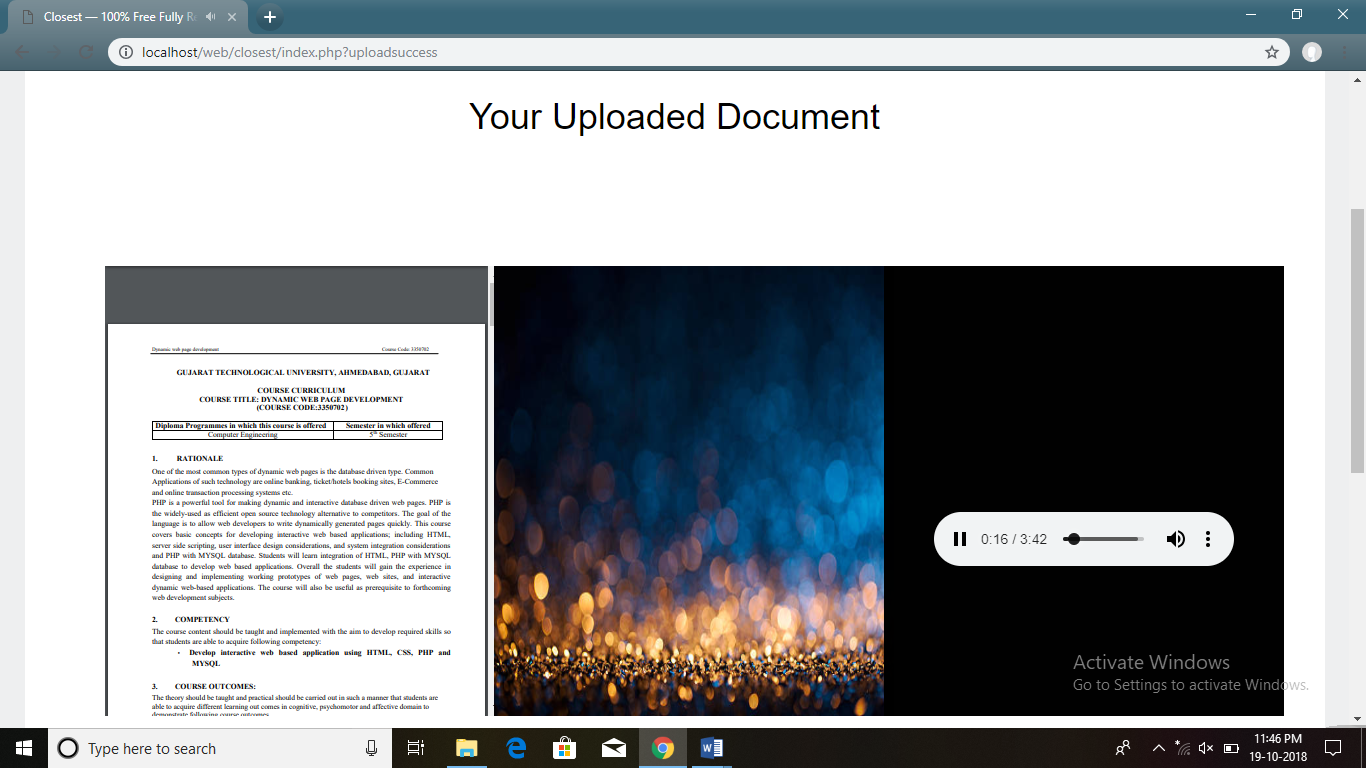 Closest — 100% Free Fully R
localhost/web/closest/index.php?uploadsuccess
Your Uploaded Document
Dynamic web page development Course Code: 3350702
GUJARAT TECHNOLOGICAL UNIVERSITY, AHMEDABAD, GUJARAT
COURSE CURRICULUM
COURSE TITLE: DYNAMIC WEB PAGE DEVELOPMENT
(COURSE CODE:3350702)
Diploma Programmes in which this course is offered Semester in which offered
Computer Engineering 5th Semester
1. RATIONALE
One of the most common types of dynamic web pages is the database driven type. Common
Applications of such technology are online banking, ticket/hotels booking sites, E-Commerce
and online transaction processing systems etc.
PHP is a powerful tool for making dynamic and interactive database driven web pages. PHP is
the widely-used as efficient open source technology alternative to competitors. The goal of the
language is to allow web developers to write dynamically generated pages quickly. This course
covers basic concepts for developing interactive web based applications; including HTML,
server side scripting, user interface design considerations, and system integration considerations
and PHP with MYSQL database. Students will learn integration of HTML, PHP with MYSQL
database to develop web based applications. Overall the students will gain the experience in
designing and implementing working prototypes of web pages, web sites, and interactive
dynamic web-based applications. The course will also be useful as prerequisite to forthcoming
web development subjects.
2. COMPETENCY
The course content should be taught and implemented with the aim to develop required skills so
that students are able to acquire following competency:
• Develop interactive web based application using HTML, CSS, PHP and
MYSQL
3. COURSE OUTCOMES:
The theory should be taught and practical should be carried out in such a manner that students are
able to acquire different learning out comes in cognitive, psychomotor and affective domain to
demonstrate following course outcomes
0:16 / 3:42
Activate Windows
Go to Settings to activate Windows.
Type here to search
11:46 PM
19-10-2018